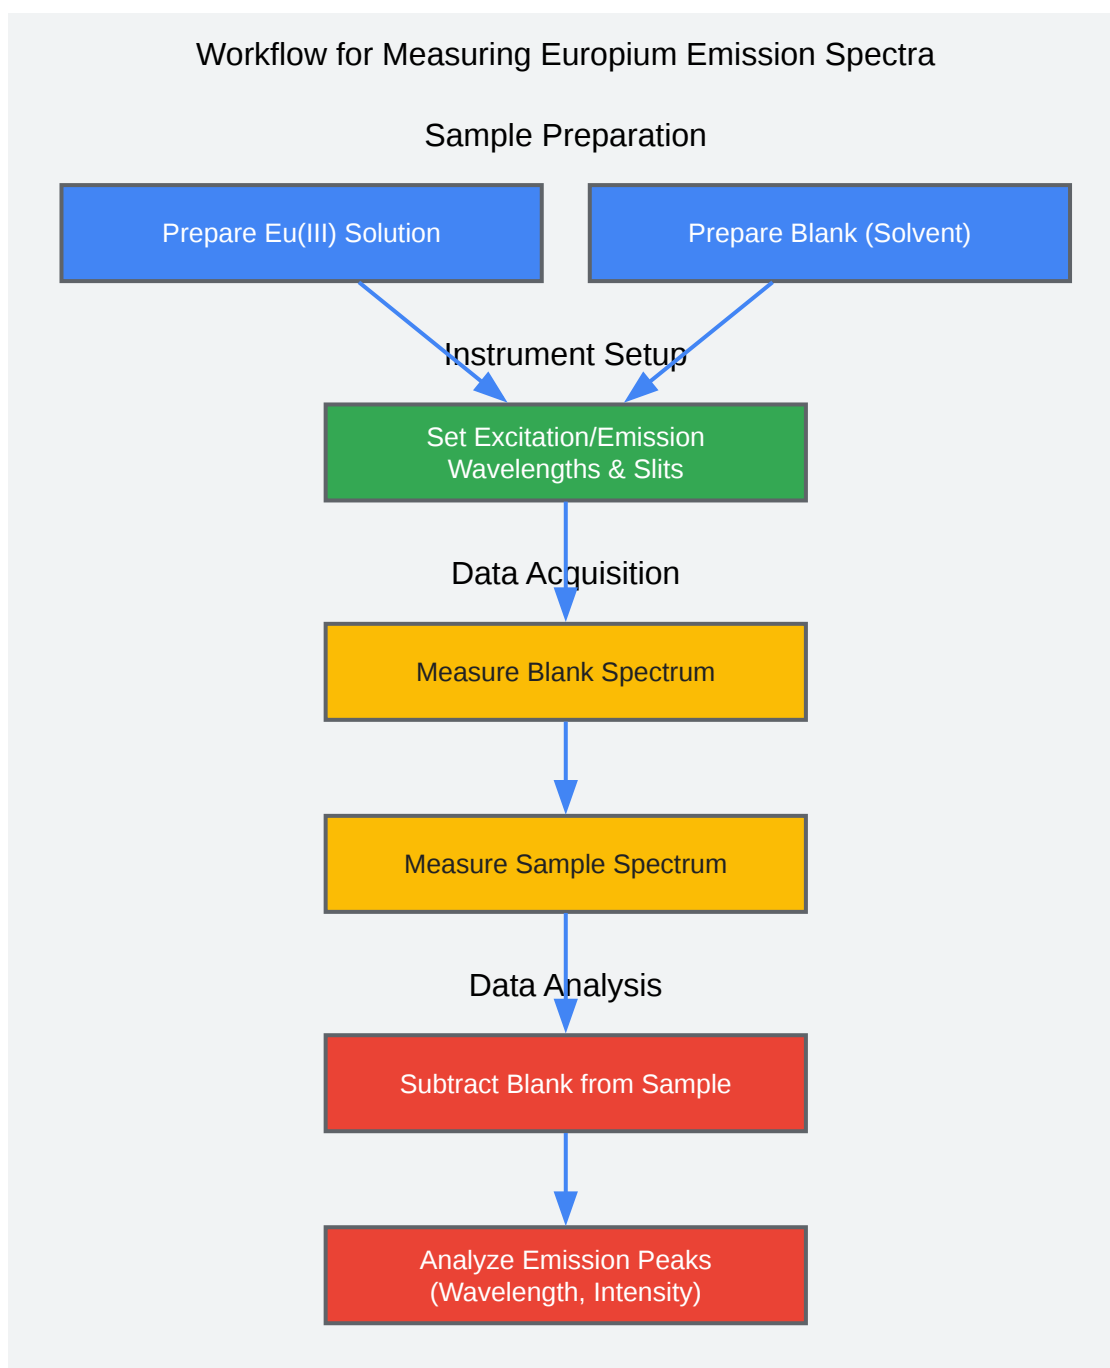 Workflow for Measuring Europium Emission Spectra
Sample Preparation
Prepare Eu(III) Solution
Prepare Blank (Solvent)
Instrument Setup
Set Excitation/Emission
Wavelengths & Slits
Data Acquisition
Measure Blank Spectrum
Measure Sample Spectrum
Data Analysis
Subtract Blank from Sample
Analyze Emission Peaks
(Wavelength, Intensity)